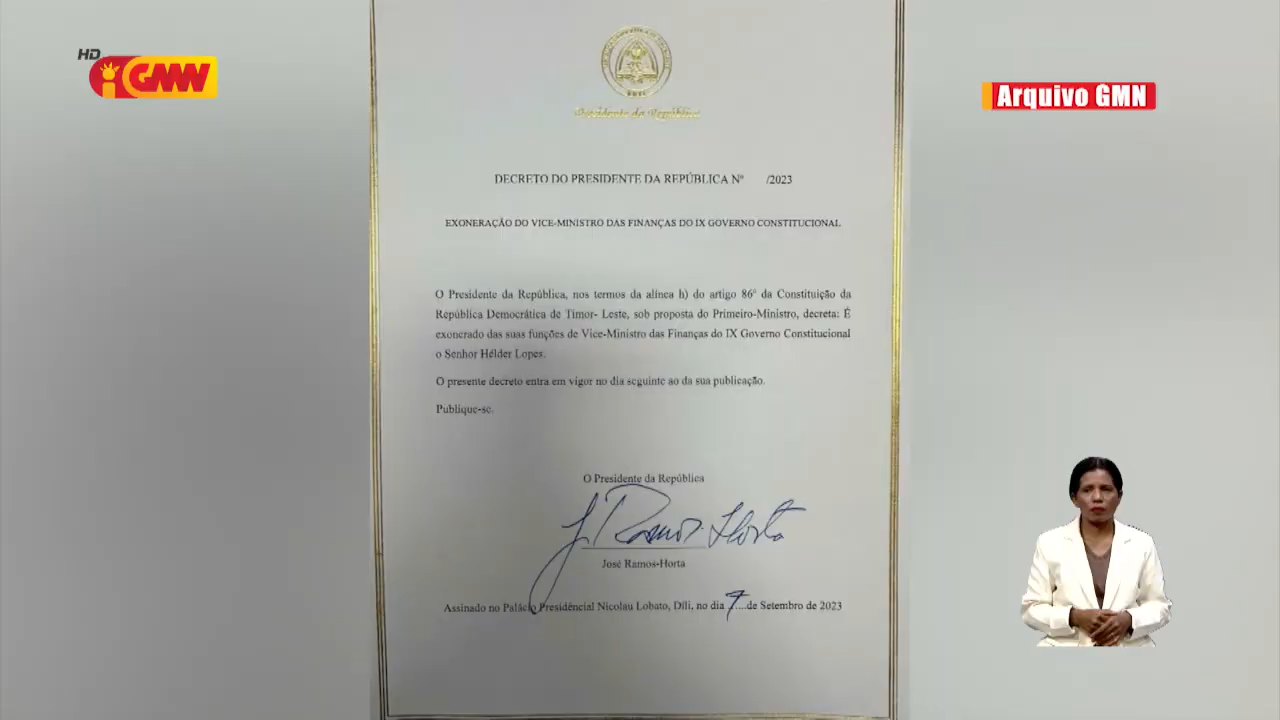 HD
GMN
Arquivo GMN
Presidente da República
DECRETO DO PRESIDENTE DA REPÚBLICA Nº /2023
EXONERAÇÃO DO VICE-MINISTRO DAS FINANÇAS DO IX GOVERNO CONSTITUCIONAL
O Presidente da República, nos termos da alínea h) do artigo 86º da Constituição da
República Democrática de Timor- Leste, sob proposta do Primeiro-Ministro, decreta: É
exonerado das suas funções de Vice-Ministro das Finanças do IX Governo Constitucional
o Senhor Hélder Lopes.
O presente decreto entra em vigor no dia seguinte ao da sua publicação.
Publique-se.
O Presidente da República
J. Ramos-Horta
José Ramos-Horta
Assinado no Palácio Presidêncial Nicolau Lobato, Díli, no dia 7....de Setembro de 2023